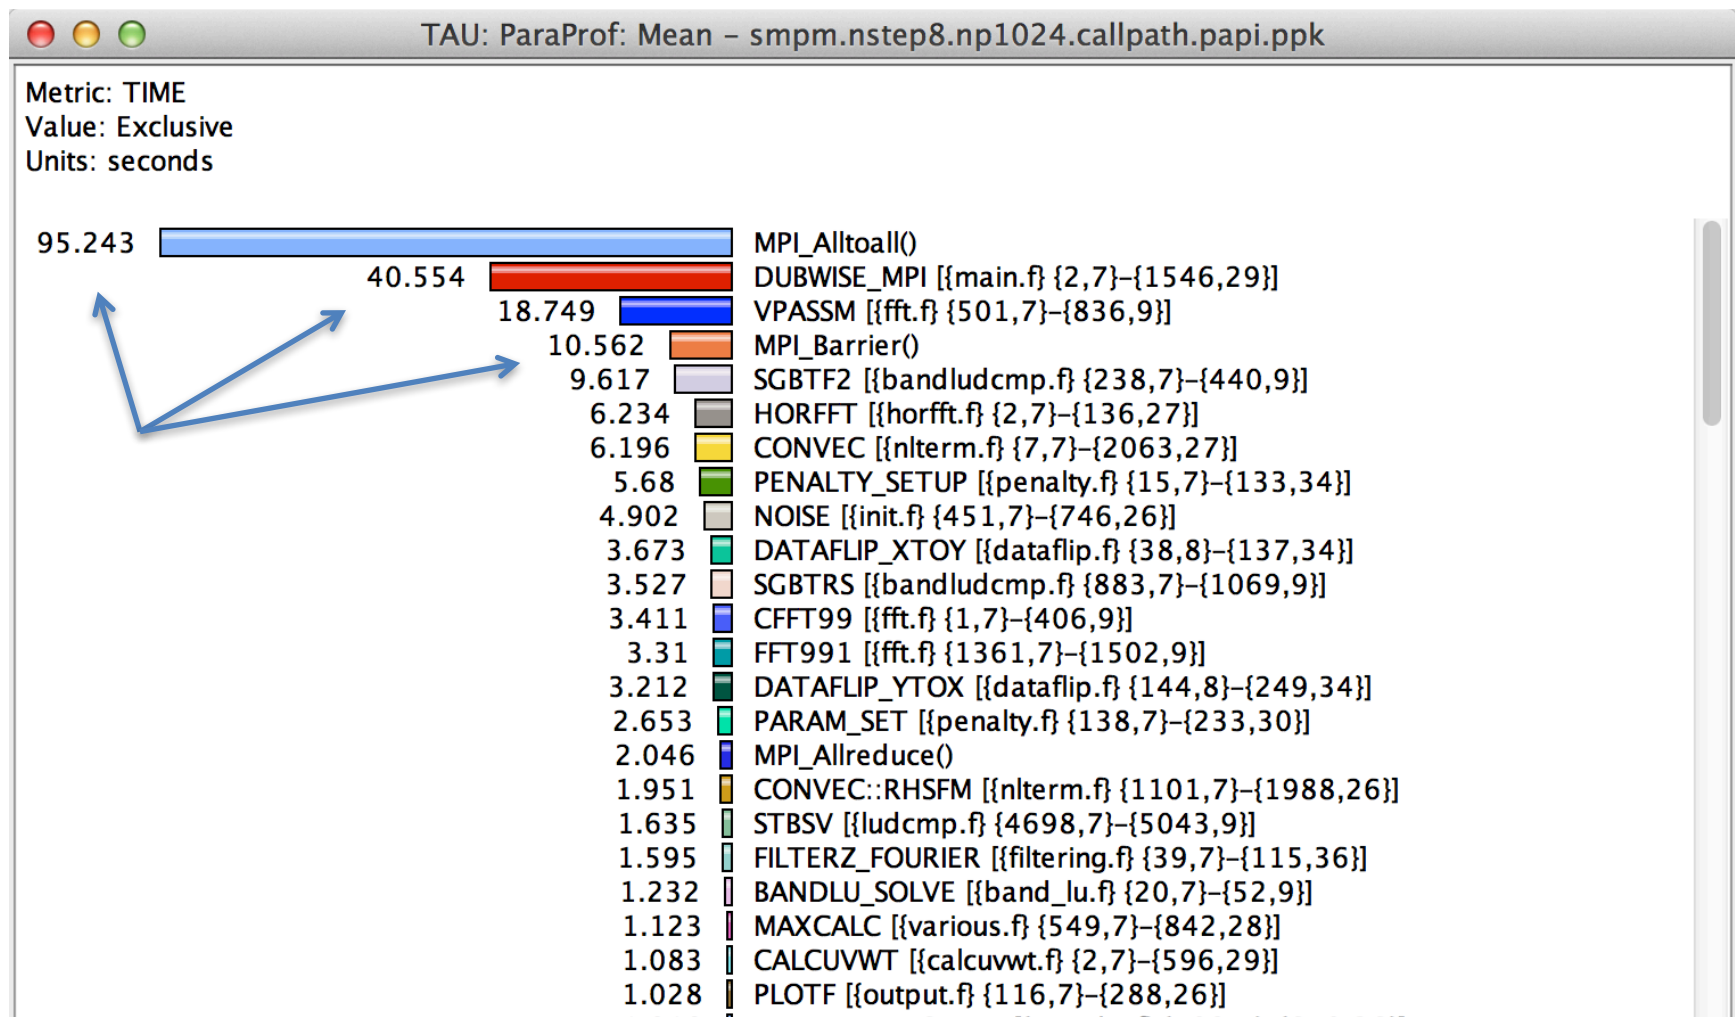 TAU: ParaProf: Mean – smpm.nstep8.np1024.callpath.papi.ppk
Metric: TIME
Value: Exclusive
Units: seconds
95.243 MPI_Alltoall()
40.554 DUBWISE_MPI [{main.f} {2,7}–{1546,29}]
18.749 VPASSM [{fft.f} {501,7}–{836,9}]
10.562 MPI_Barrier()
9.617 SGBTF2 [{bandludcmp.f} {238,7}–{440,9}]
6.234 HORFFT [{horfft.f} {2,7}–{136,27}]
6.196 CONVEC [{nlterm.f} {7,7}–{2063,27}]
5.68 PENALTY_SETUP [{penalty.f} {15,7}–{133,34}]
4.902 NOISE [{init.f} {451,7}–{746,26}]
3.673 DATAFLIP_XTOY [{dataflip.f} {38,8}–{137,34}]
3.527 SGBTRS [{bandludcmp.f} {883,7}–{1069,9}]
3.411 CFFT99 [{fft.f} {1,7}–{406,9}]
3.31 FFT991 [{fft.f} {1361,7}–{1502,9}]
3.212 DATAFLIP_YTOX [{dataflip.f} {144,8}–{249,34}]
2.653 PARAM_SET [{penalty.f} {138,7}–{233,30}]
2.046 MPI_Allreduce()
1.951 CONVEC::RHSFM [{nlterm.f} {1101,7}–{1988,26}]
1.635 STBSV [{ludcmp.f} {4698,7}–{5043,9}]
1.595 FILTERZ_FOURIER [{filtering.f} {39,7}–{115,36}]
1.232 BANDLU_SOLVE [{band_lu.f} {20,7}–{52,9}]
1.123 MAXCALC [{various.f} {549,7}–{842,28}]
1.083 CALCUVWT [{calcuvwt.f} {2,7}–{596,29}]
1.028 PLOTF [{output.f} {116,7}–{288,26}]